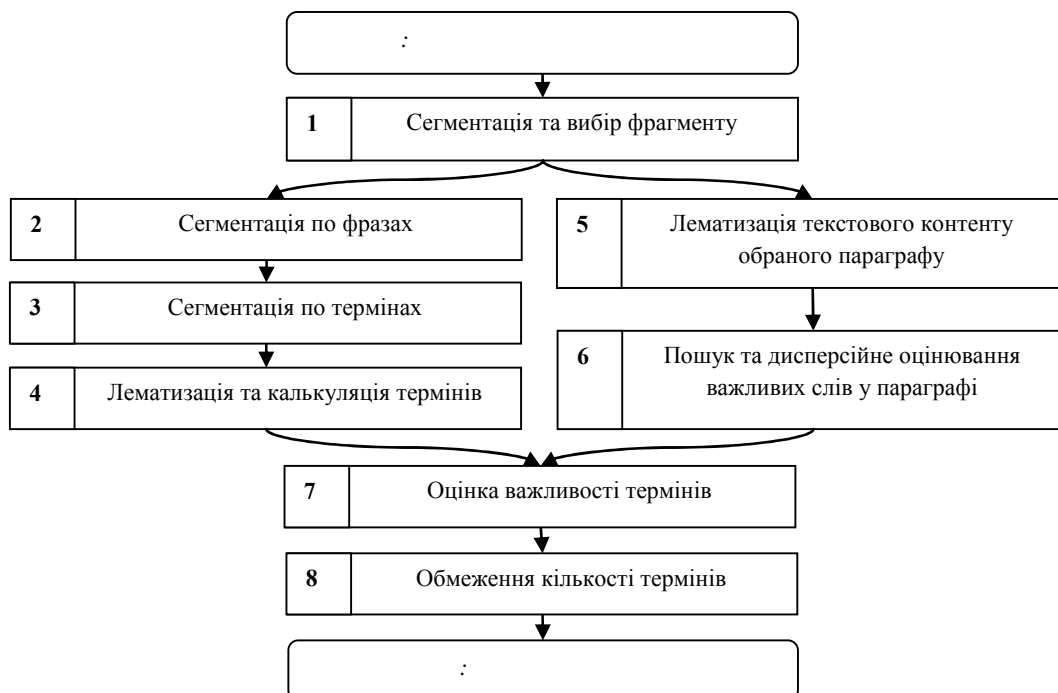 :
1 Сегментація та вибір фрагменту
2 Сегментація по фразах
3 Сегментація по термінах
4 Лематизація та калькуляція термінів
5 Лематизація текстового контенту
обраного параграфу
6 Пошук та дисперсійне оцінювання
важливих слів у параграфі
7 Оцінка важливості термінів
8 Обмеження кількості термінів
: